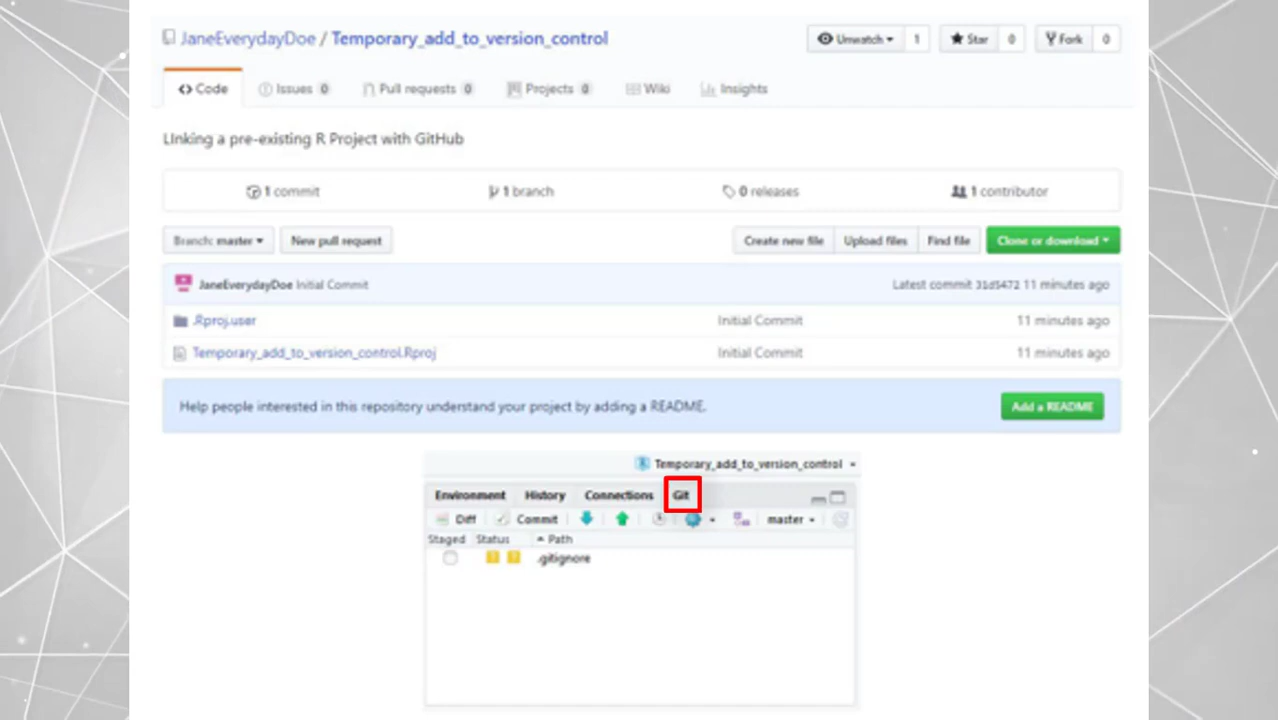 JaneEverydayDoe / Temporary_add_to_version_control Unwatch 1 Star 0 Fork 0
Code Issues 0 Pull requests 0 Projects 0 Wiki Insights
LInking a pre-existing R Project with GitHub
1 commit 1 branch 0 releases 1 contributor
Branch: master New pull request Create new file Upload files Find file Clone or download
JaneEverydayDoe Initial Commit Latest commit 31d5472 11 minutes ago
.Rproj.user Initial Commit 11 minutes ago
Temporary_add_to_version_control.Rproj Initial Commit 11 minutes ago
Help people interested in this repository understand your project by adding a README. Add a README
Temporary_add_to_version_control
Environment History Connections Git
Diff Commit master
Staged Status Path
? ? .gitignore